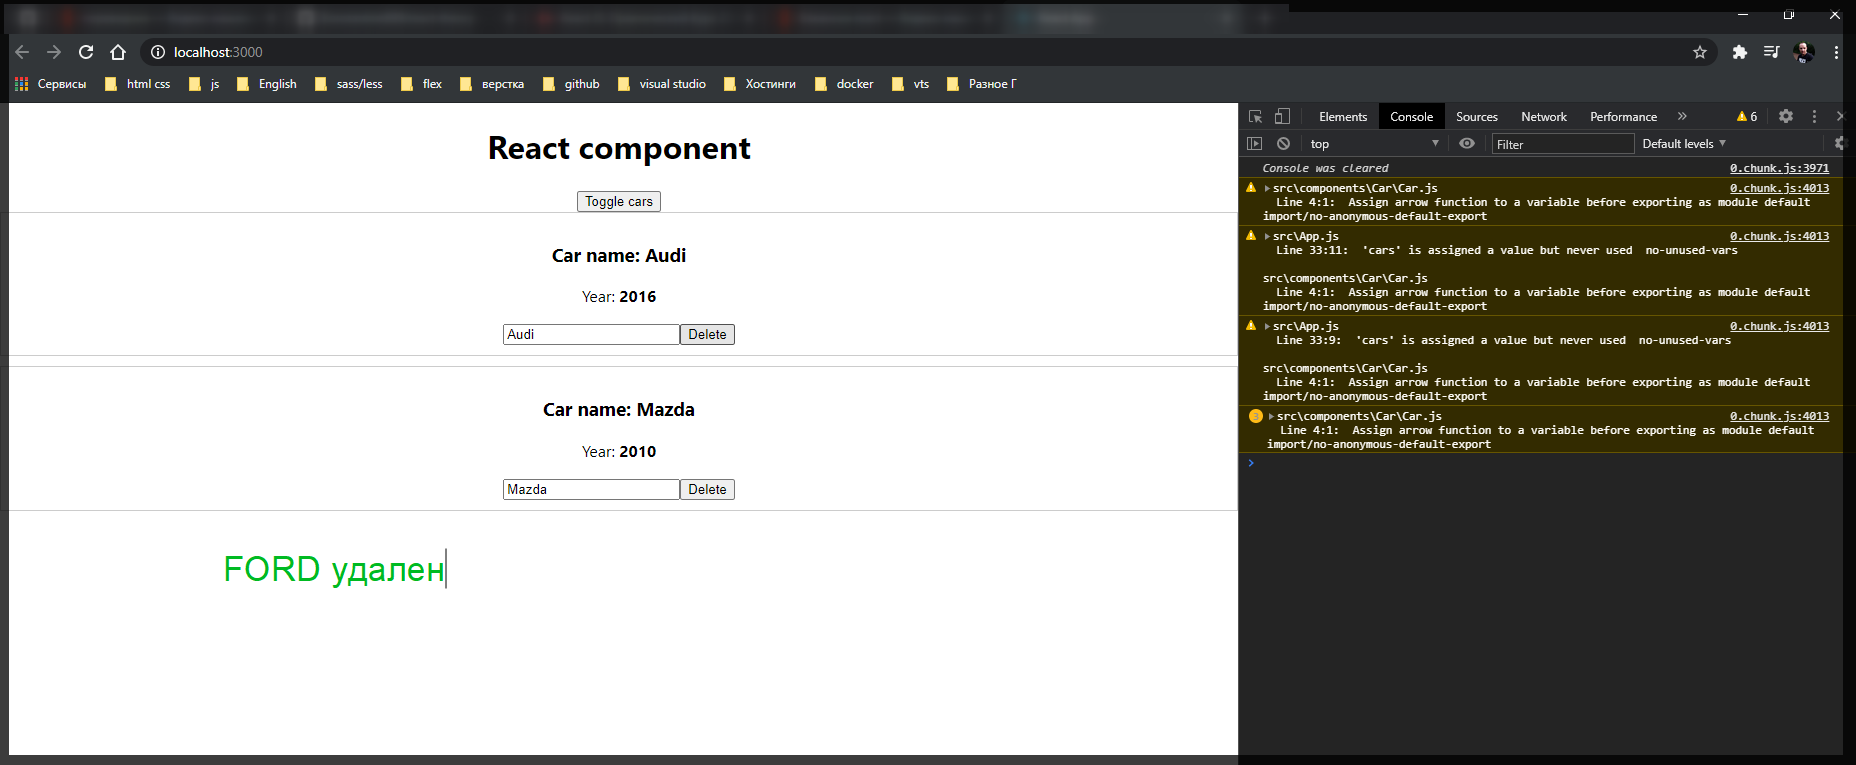 localhost:3000
Сервисы html css js English sass/less flex верстка github visual studio Хостинги docker vts Разное Г
React component
Toggle cars
Car name: Audi
Year: 2016
Audi Delete
Car name: Mazda
Year: 2010
Mazda Delete
FORD удален
Elements Console Sources Network Performance » 6
top Filter Default levels
Console was cleared 0.chunk.js:3971
src\components\Car\Car.js 0.chunk.js:4013
Line 4:1: Assign arrow function to a variable before exporting as module default
import/no-anonymous-default-export
src\App.js 0.chunk.js:4013
Line 33:11: 'cars' is assigned a value but never used no-unused-vars
src\components\Car\Car.js
Line 4:1: Assign arrow function to a variable before exporting as module default
import/no-anonymous-default-export
src\App.js 0.chunk.js:4013
Line 33:9: 'cars' is assigned a value but never used no-unused-vars
src\components\Car\Car.js
Line 4:1: Assign arrow function to a variable before exporting as module default
import/no-anonymous-default-export
3 src\components\Car\Car.js 0.chunk.js:4013
Line 4:1: Assign arrow function to a variable before exporting as module default
import/no-anonymous-default-export